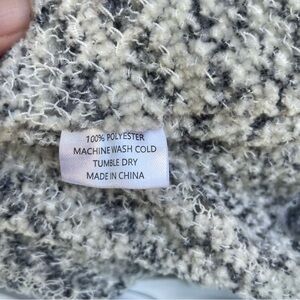 100% POLYESTER
MACHINE WASH COLD
TUMBLE DRY
MADE IN CHINA